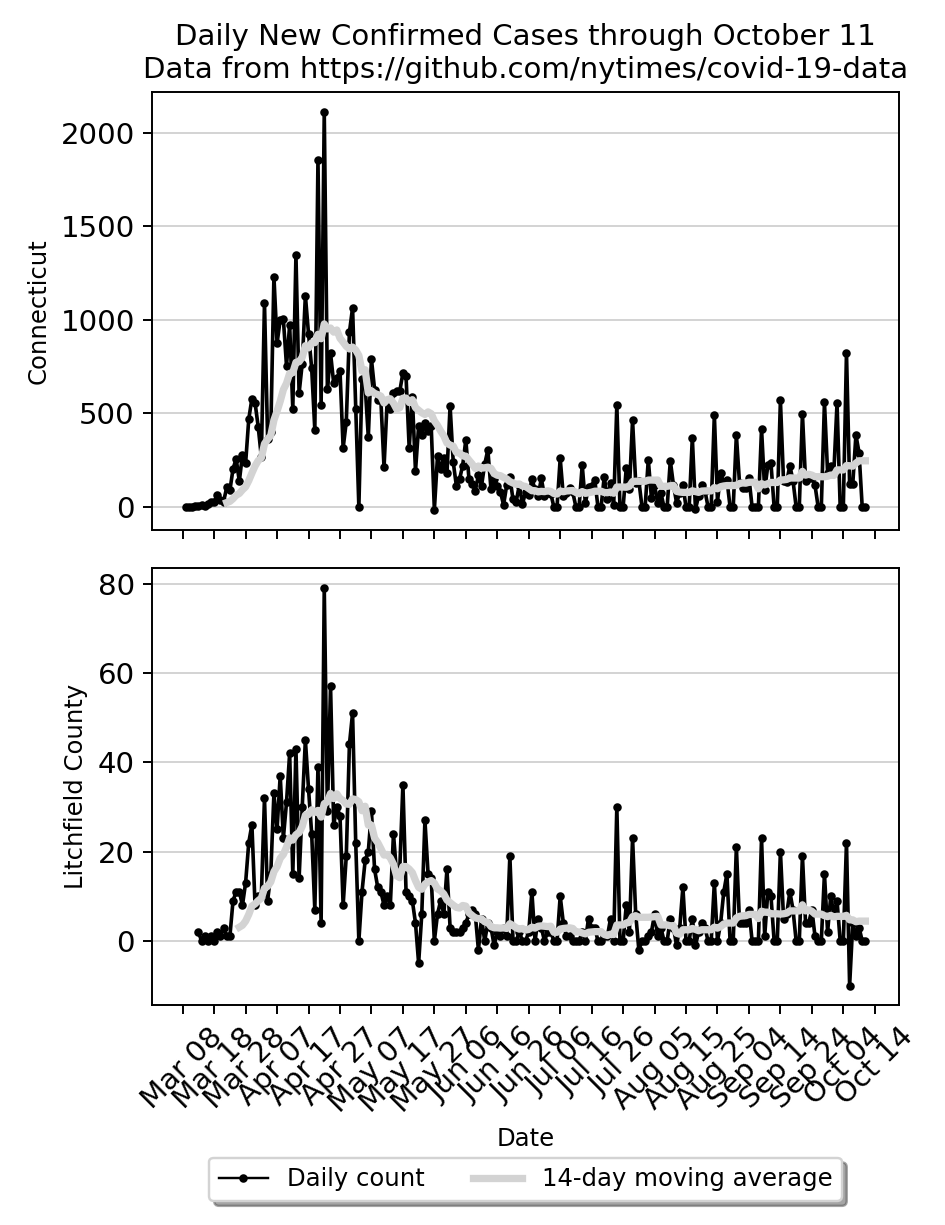 Daily New Confirmed Cases through October 11
Data from https://github.com/nytimes/covid-19-data
2000
1500
1000
500
0
Connecticut
80
60
40
20
0
Litchfield County
Mar 08
Mar 18
Mar 28
Apr 07
Apr 17
Apr 27
May 07
May 17
May 27
Jun 06
Jun 16
Jun 26
Jul 06
Jul 16
Jul 26
Aug 05
Aug 15
Aug 25
Sep 04
Sep 14
Sep 24
Oct 04
Oct 14
Date
Daily count
14-day moving average